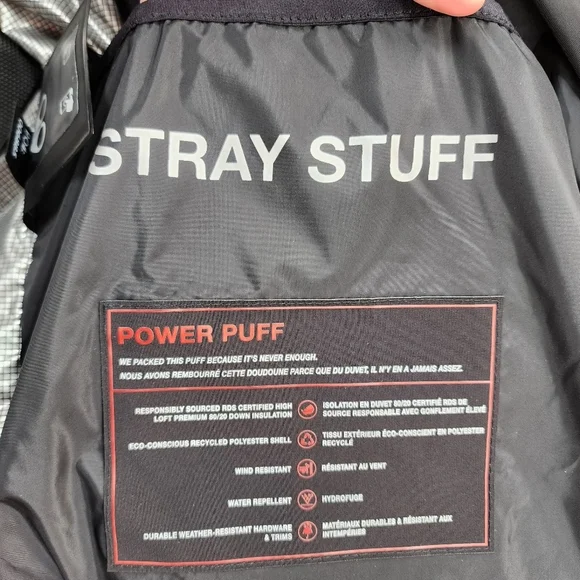 STRAY STUFF
POWER PUFF
WE PACKED THIS PUFF BECAUSE IT'S NEVER ENOUGH.
NOUS AVONS REMBOURRÉ CETTE DOUDOUNE PARCE QUE DU DUVET, IL N'Y EN A JAMAIS ASSEZ.
RESPONSIBLY SOURCED RDS CERTIFIED HIGH
LOFT PREMIUM 80/20 DOWN INSULATION
ISOLATION EN DUVET 80/20 CERTIFIÉ RDS DE
SOURCE RESPONSABLE AVEC GONFLEMENT ÉLEVÉ
ECO-CONSCIOUS RECYCLED POLYESTER SHELL
TISSU EXTÉRIEUR ÉCO-CONSCIENT EN POLYESTER
RECYCLÉ
WIND RESISTANT
RÉSISTANT AU VENT
WATER REPELLENT
HYDROFUGE
DURABLE WEATHER-RESISTANT HARDWARE
& TRIMS
MATÉRIAUX DURABLES & RÉSISTANT AUX
INTEMPÉRIES